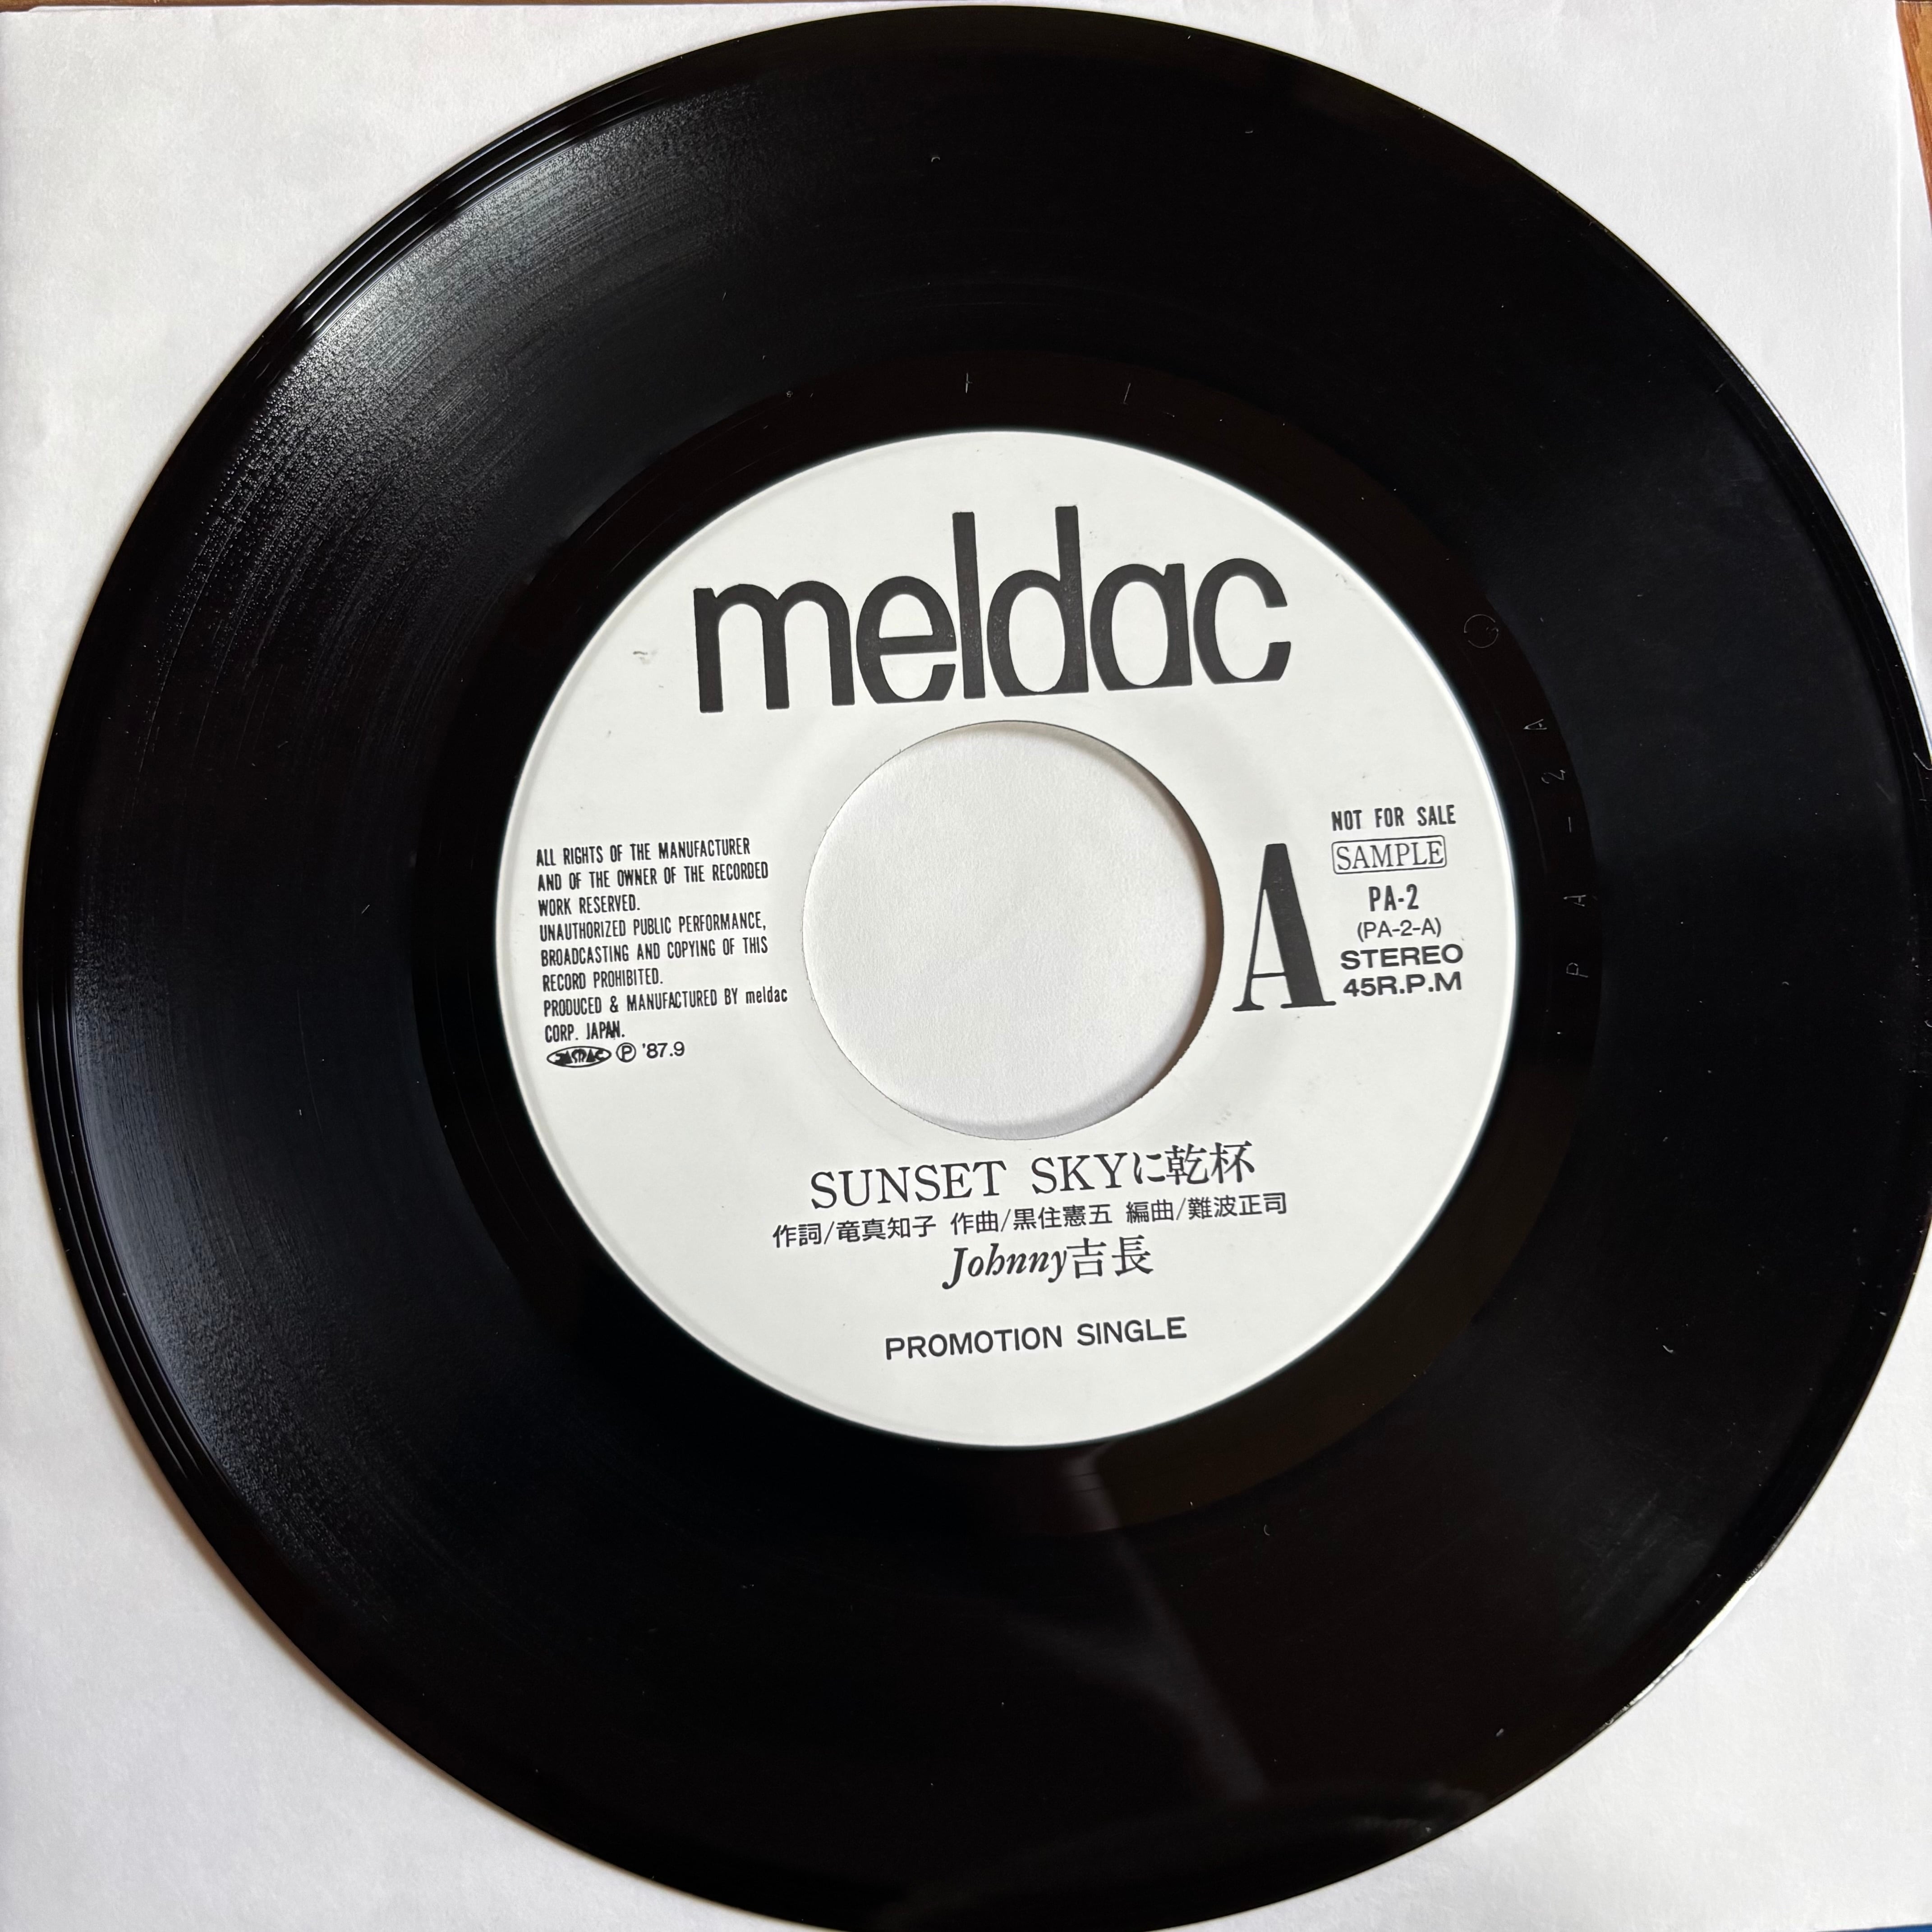 meldac
ALL RIGHTS OF THE MANUFACTURER
AND OF THE OWNER OF THE RECORDED
WORK RESERVED.
UNAUTHORIZED PUBLIC PERFORMANCE,
BROADCASTING AND COPYING OF THIS
RECORD PROHIBITED.
PRODUCED & MANUFACTURED BY meldac
CORP. JAPAN.
JASRAC Ⓟ '87.9
A
NOT FOR SALE
SAMPLE
PA-2
(PA-2-A)
STEREO
45R.P.M
SUNSET SKYに乾杯
作詞/竜真知子 作曲/黒住憲五 編曲/難波正司
Johnny吉長
PROMOTION SINGLE
PA-2A